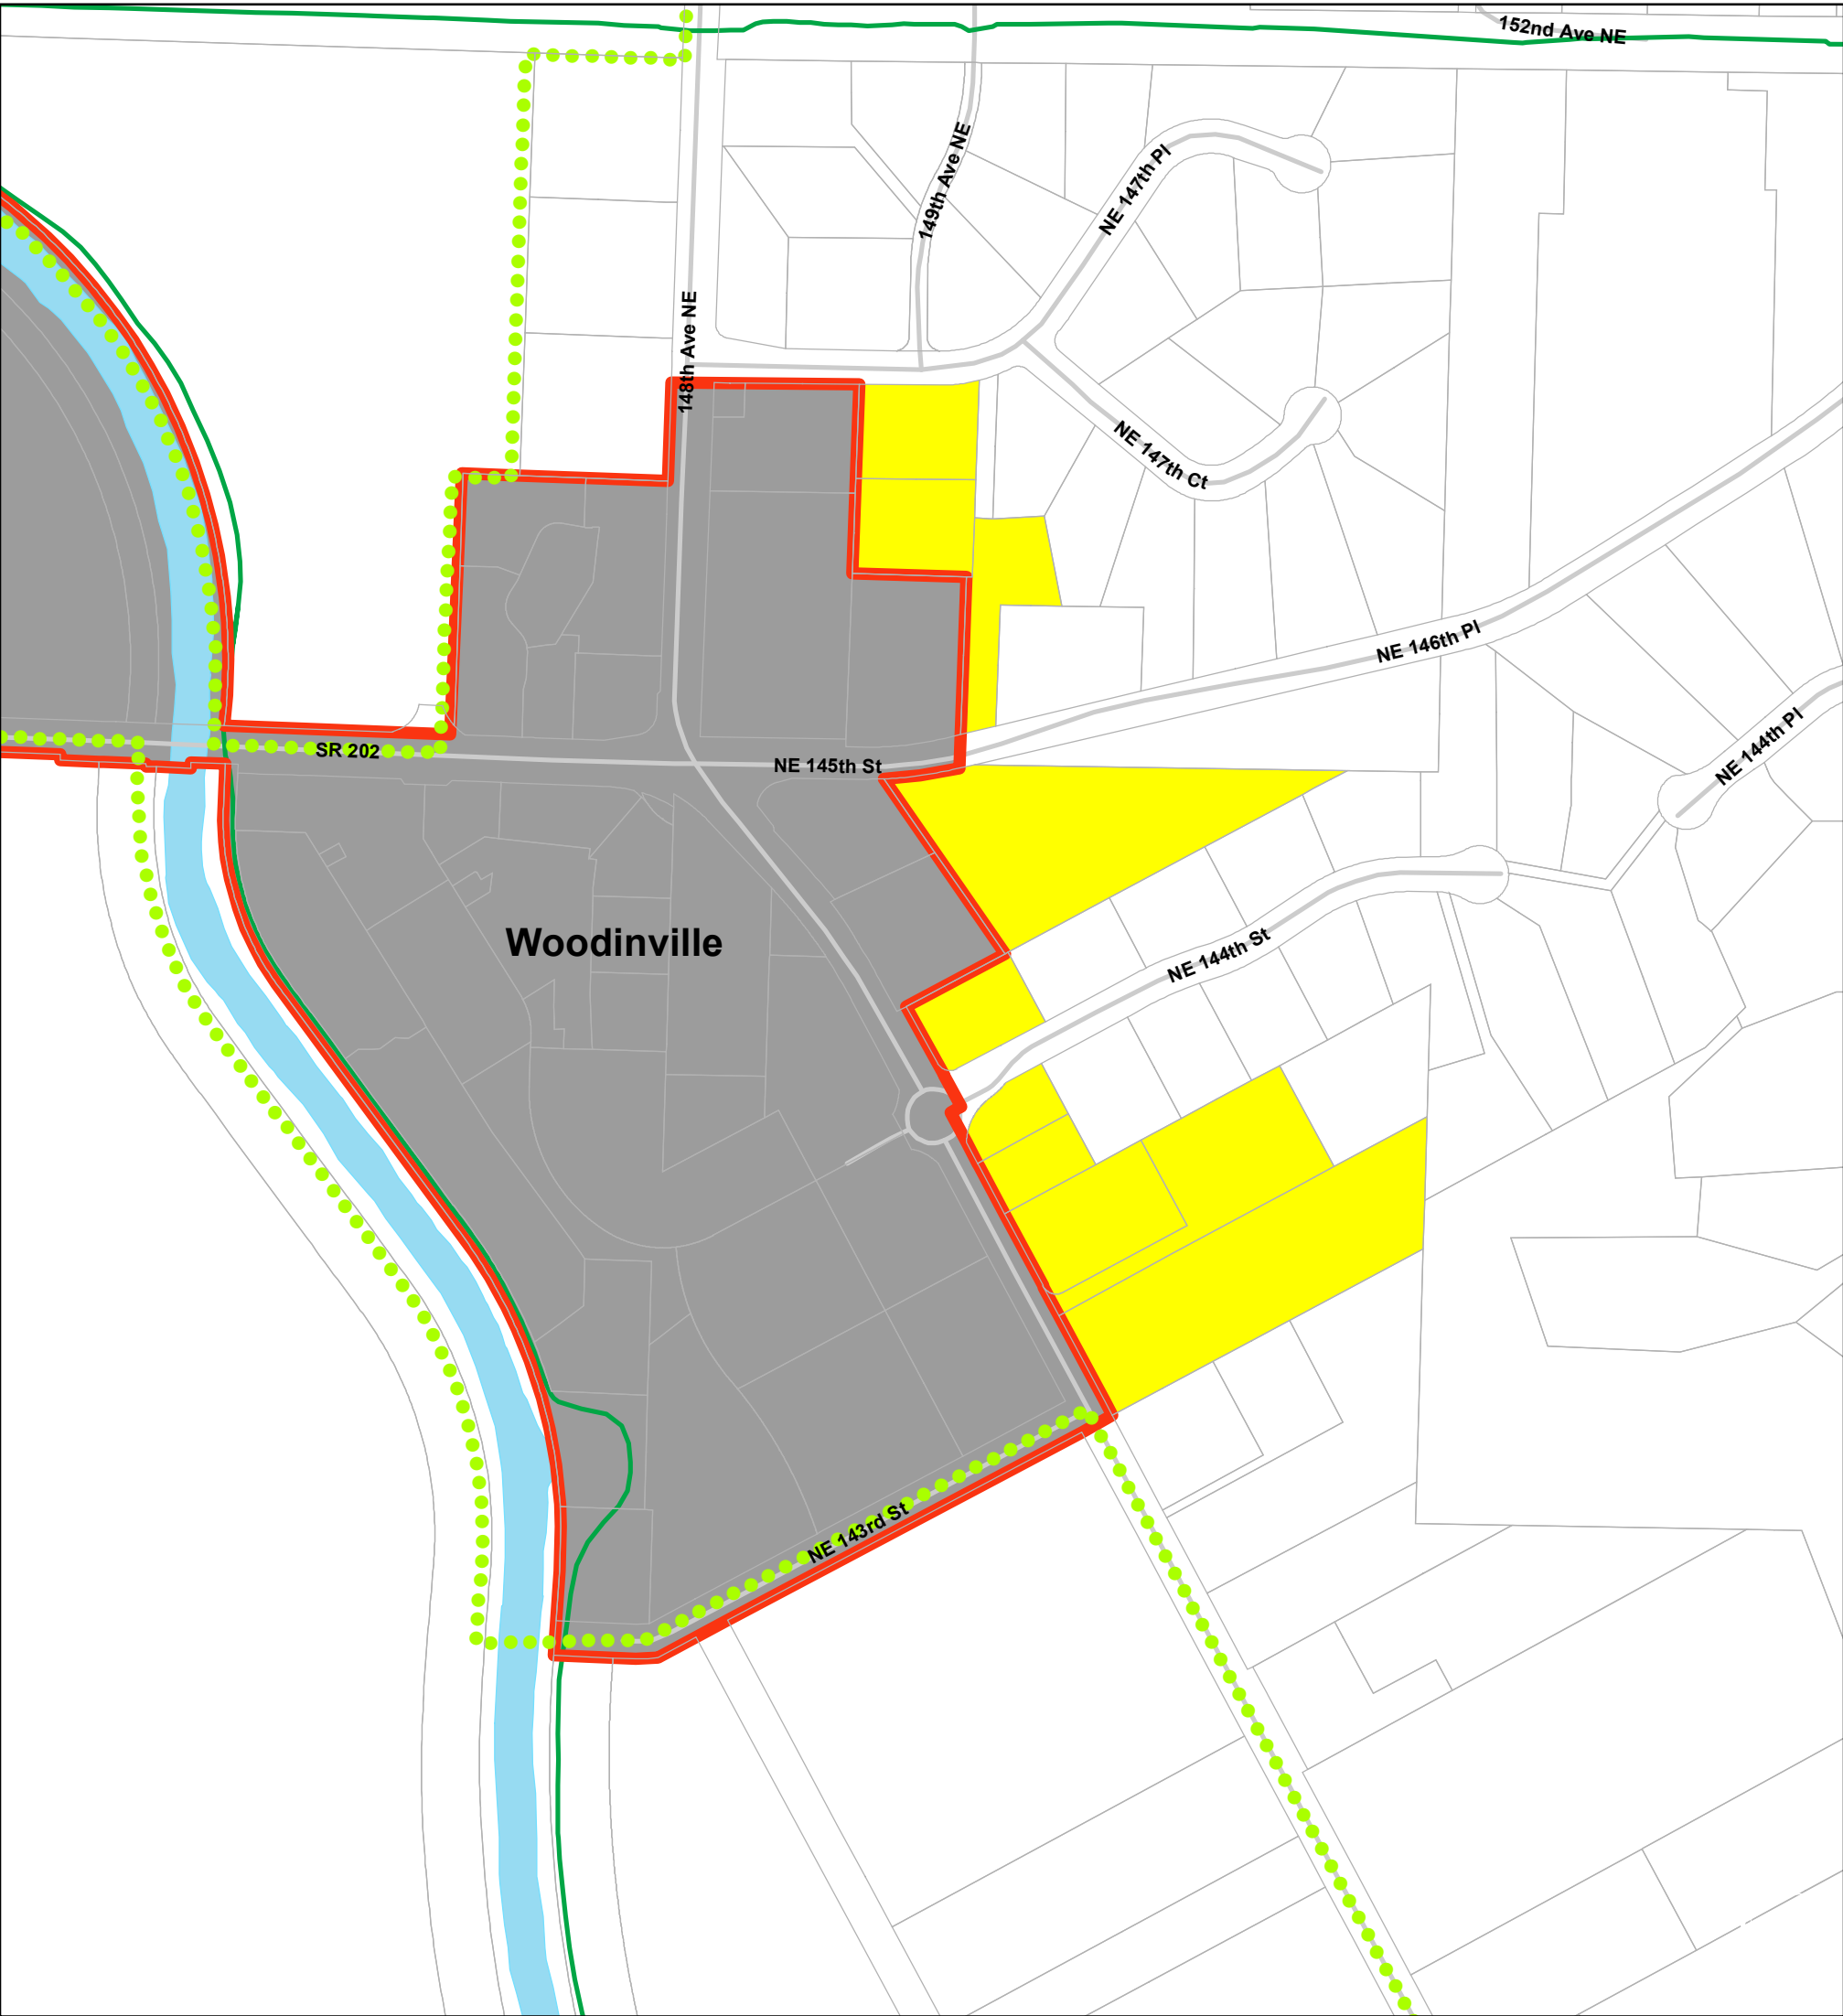 152nd Ave NE
149th Ave NE
NE 147th Pl
148th Ave NE
NE 147th Ct
NE 146th Pl
NE 144th Pl
SR 202
NE 145th St
Woodinville
NE 144th St
NE 143rd St